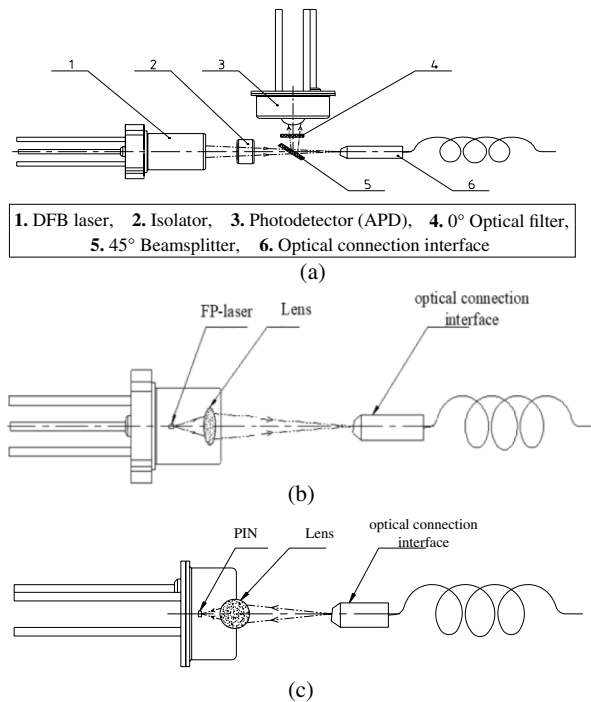 1 2 3 4
5 6
1. DFB laser, 2. Isolator, 3. Photodetector (APD), 4. 0° Optical filter,
5. 45° Beamsplitter, 6. Optical connection interface
(a)
FP-laser Lens optical connection
interface
(b)
PIN Lens optical connection
interface
(c)